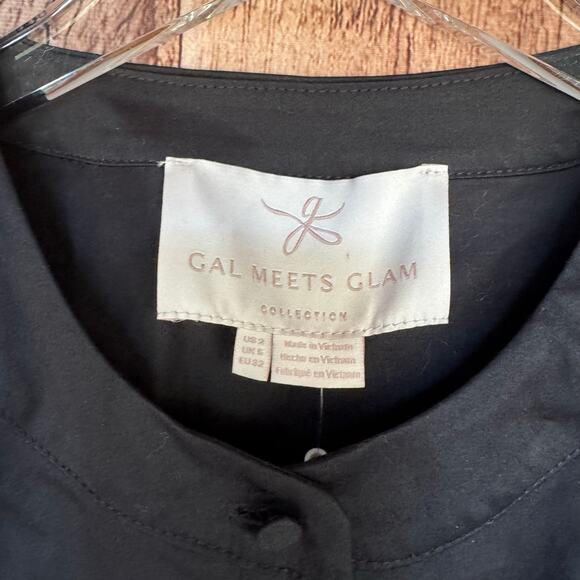 g
GAL MEETS GLAM
COLLECTION
US 2
UK 6
EU 32
Made in Vietnam
Hecho en Vietnam
Fabriqué en Vietnam